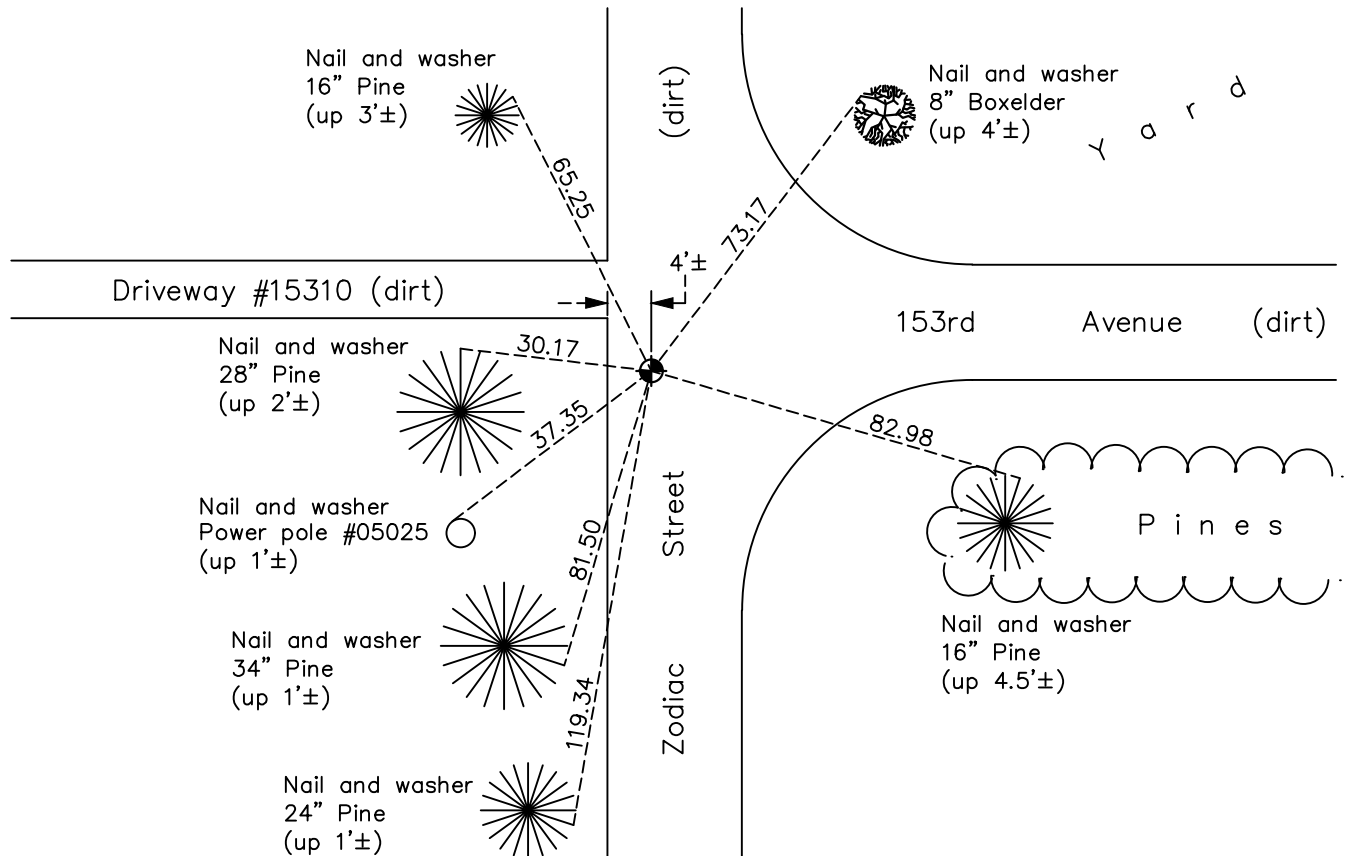 Nail and washer
16” Pine
(up 3’±)
(dirt)
Nail and washer
8” Boxelder
(up 4’±)
Yard
65.25
73.17
4’±
Driveway #15310 (dirt)
153rd Avenue (dirt)
Nail and washer
28” Pine
(up 2’±)
30.17
37.35
82.98
Nail and washer
Power pole #05025
(up 1’±)
81.50
Zodiac Street
Pines
Nail and washer
34” Pine
(up 1’±)
Nail and washer
16” Pine
(up 4.5’±)
119.34
Nail and washer
24” Pine
(up 1’±)